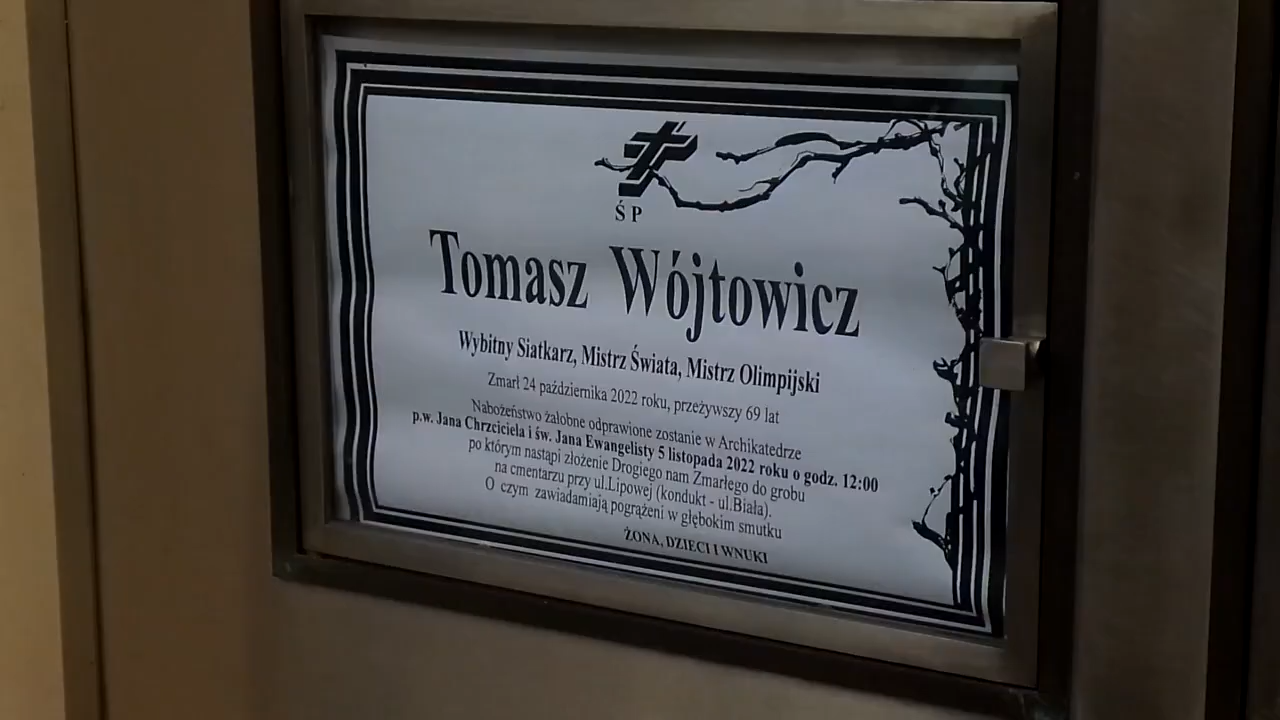 Ś P
Tomasz Wójtowicz
Wybitny Siatkarz, Mistrz Świata, Mistrz Olimpijski
Zmarł 24 października 2022 roku, przeżywszy 69 lat
Nabożeństwo żałobne odprawione zostanie w Archikatedrze
p.w. Jana Chrzciciela i św. Jana Ewangelisty 5 listopada 2022 roku o godz. 12:00
po którym nastąpi złożenie Drogiego nam Zmarłego do grobu
na cmentarzu przy ul.Lipowej (kondukt - ul.Biała).
O czym zawiadamiają pogrążeni w głębokim smutku
ŻONA, DZIECI I WNUKI